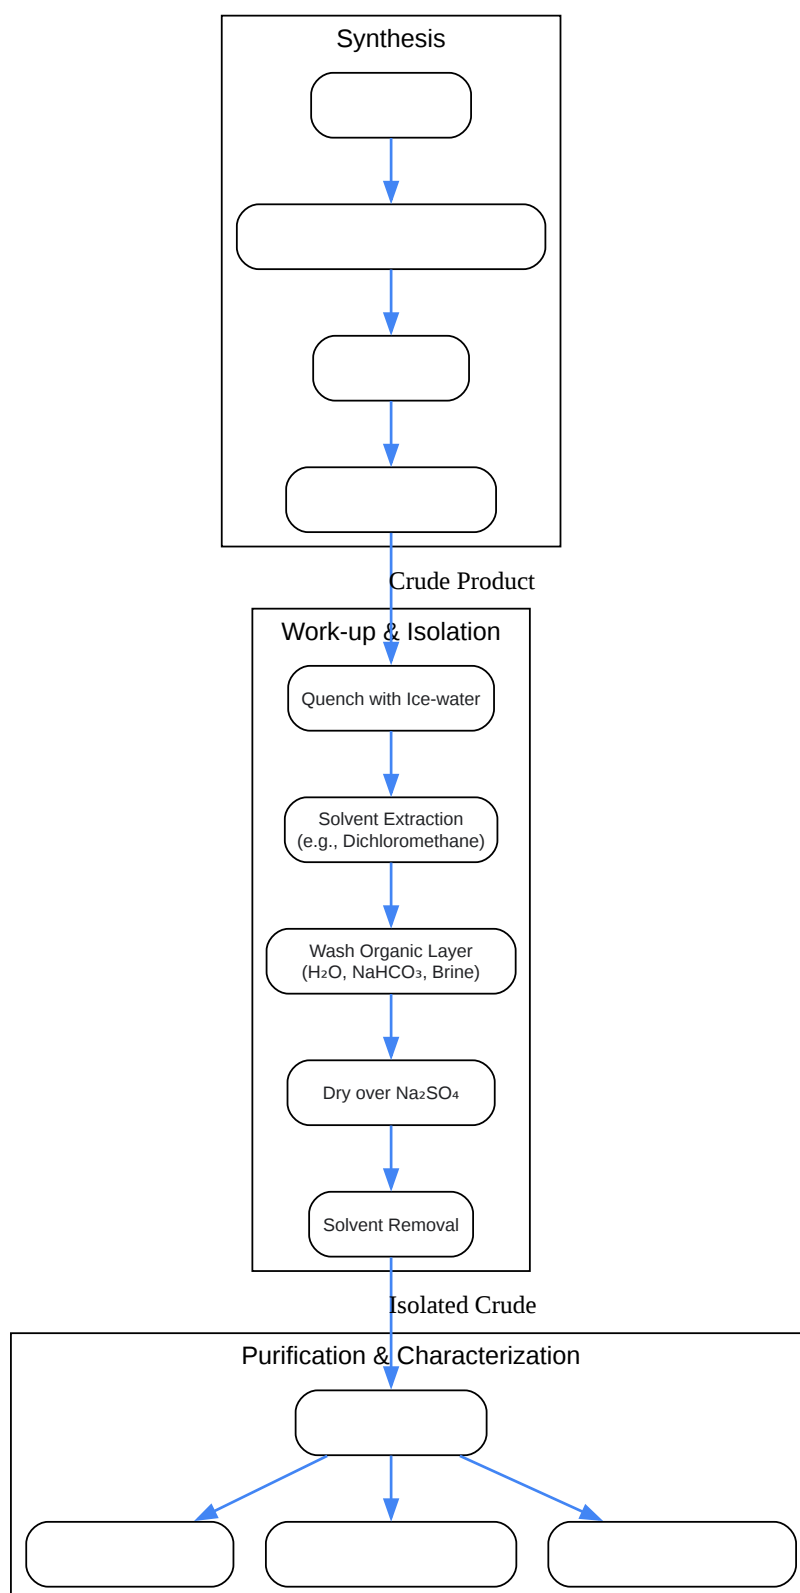 Synthesis
Crude Product
Work-up & Isolation
Quench with Ice-water
Solvent Extraction
(e.g., Dichloromethane)
Wash Organic Layer
(H₂O, NaHCO₃, Brine)
Dry over Na₂SO₄
Solvent Removal
Isolated Crude
Purification & Characterization